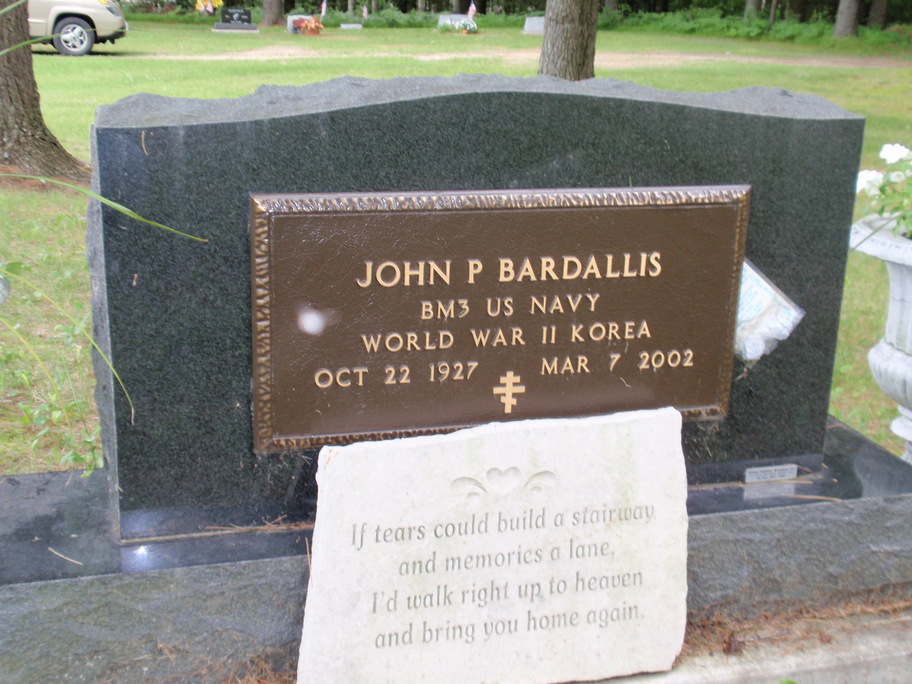 JOHN P BARDALLIS
BM3 US NAVY
WORLD WAR II KOREA
OCT 22 1927 MAR 7 2002
If tears could build a stairway
and memories a lane,
I'd walk right up to heaven
and bring you home again.